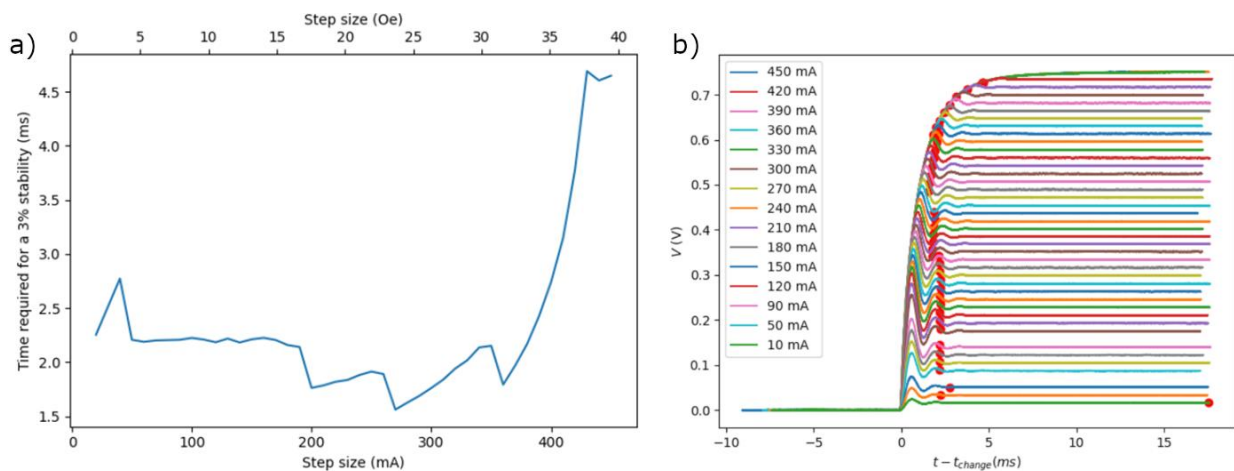 a)
Step size (Oe)
0 5 10 15 20 25 30 35 40
Time required for a 3% stability (ms)
4.5
4.0
3.5
3.0
2.5
2.0
1.5
0 100 200 300 400
Step size (mA)
b)
V (V)
0.7
0.6
0.5
0.4
0.3
0.2
0.1
0.0
450 mA
420 mA
390 mA
360 mA
330 mA
300 mA
270 mA
240 mA
210 mA
180 mA
150 mA
120 mA
90 mA
50 mA
10 mA
−10 −5 0 5 10 15
t − tchange(ms)